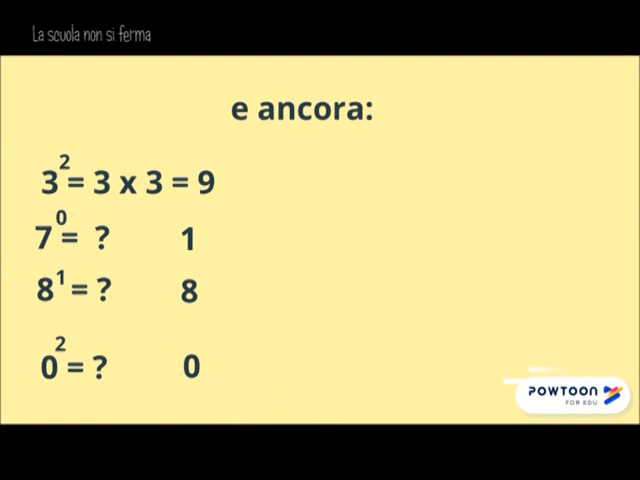 La scuola non si ferma
e ancora:
3² = 3 x 3 = 9
7⁰ = ? 1
8¹ = ? 8
0² = ? 0
POWTOON
FOR EDU